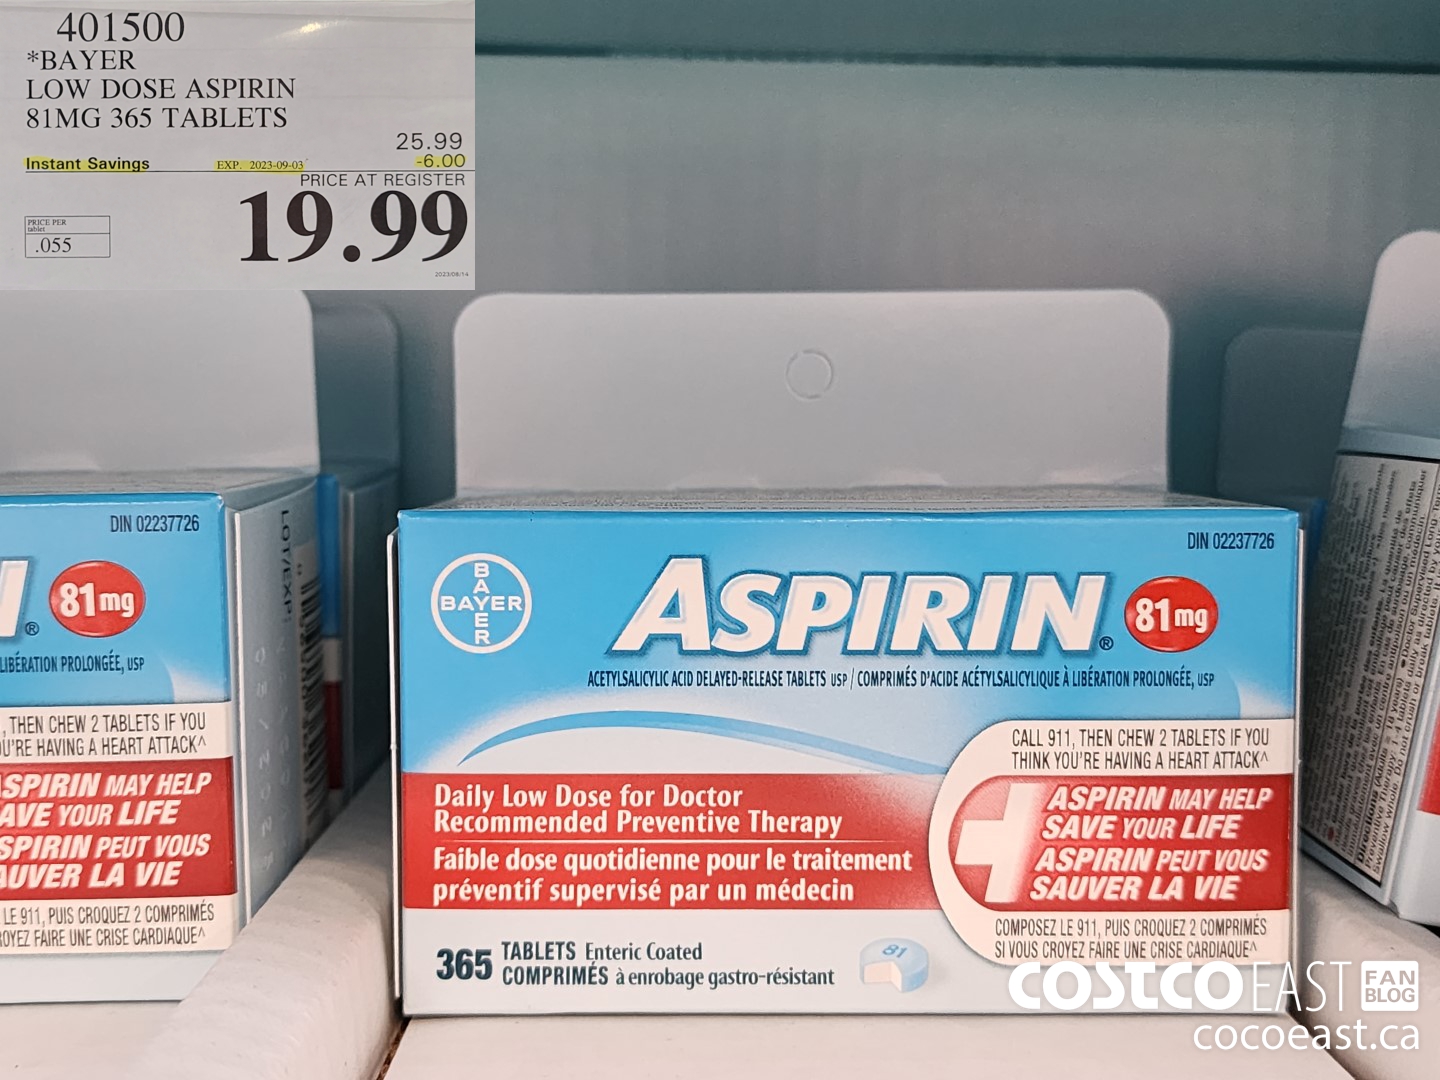 401500
*BAYER
LOW DOSE ASPIRIN
81MG 365 TABLETS
25.99
Instant Savings EXP. 2023-09-03 -6.00
PRICE AT REGISTER
19.99
PRICE PER
tablet
.055
2023/08/14
DIN 02237726
81mg
®
LIBÉRATION PROLONGÉE, USP
, THEN CHEW 2 TABLETS IF YOU
U'RE HAVING A HEART ATTACK^
ASPIRIN MAY HELP
AVE YOUR LIFE
SPIRIN PEUT VOUS
AUVER LA VIE
LE 911, PUIS CROQUEZ 2 COMPRIMÉS
OYEZ FAIRE UNE CRISE CARDIAQUE^
LOT/EXP:
DIN 02237726
BAYER
BAYER
ASPIRIN® 81mg
ACETYLSALICYLIC ACID DELAYED-RELEASE TABLETS USP / COMPRIMÉS D'ACIDE ACÉTYLSALICYLIQUE À LIBÉRATION PROLONGÉE, USP
CALL 911, THEN CHEW 2 TABLETS IF YOU
THINK YOU'RE HAVING A HEART ATTACK^
Daily Low Dose for Doctor
Recommended Preventive Therapy
Faible dose quotidienne pour le traitement
préventif supervisé par un médecin
ASPIRIN MAY HELP
SAVE YOUR LIFE
ASPIRIN PEUT VOUS
SAUVER LA VIE
COMPOSEZ LE 911, PUIS CROQUEZ 2 COMPRIMÉS
SI VOUS CROYEZ FAIRE UNE CRISE CARDIAQUE^
365 TABLETS Enteric Coated
COMPRIMÉS à enrobage gastro-résistant
81
COSTCO EAST FAN BLOG
cocoeast.ca